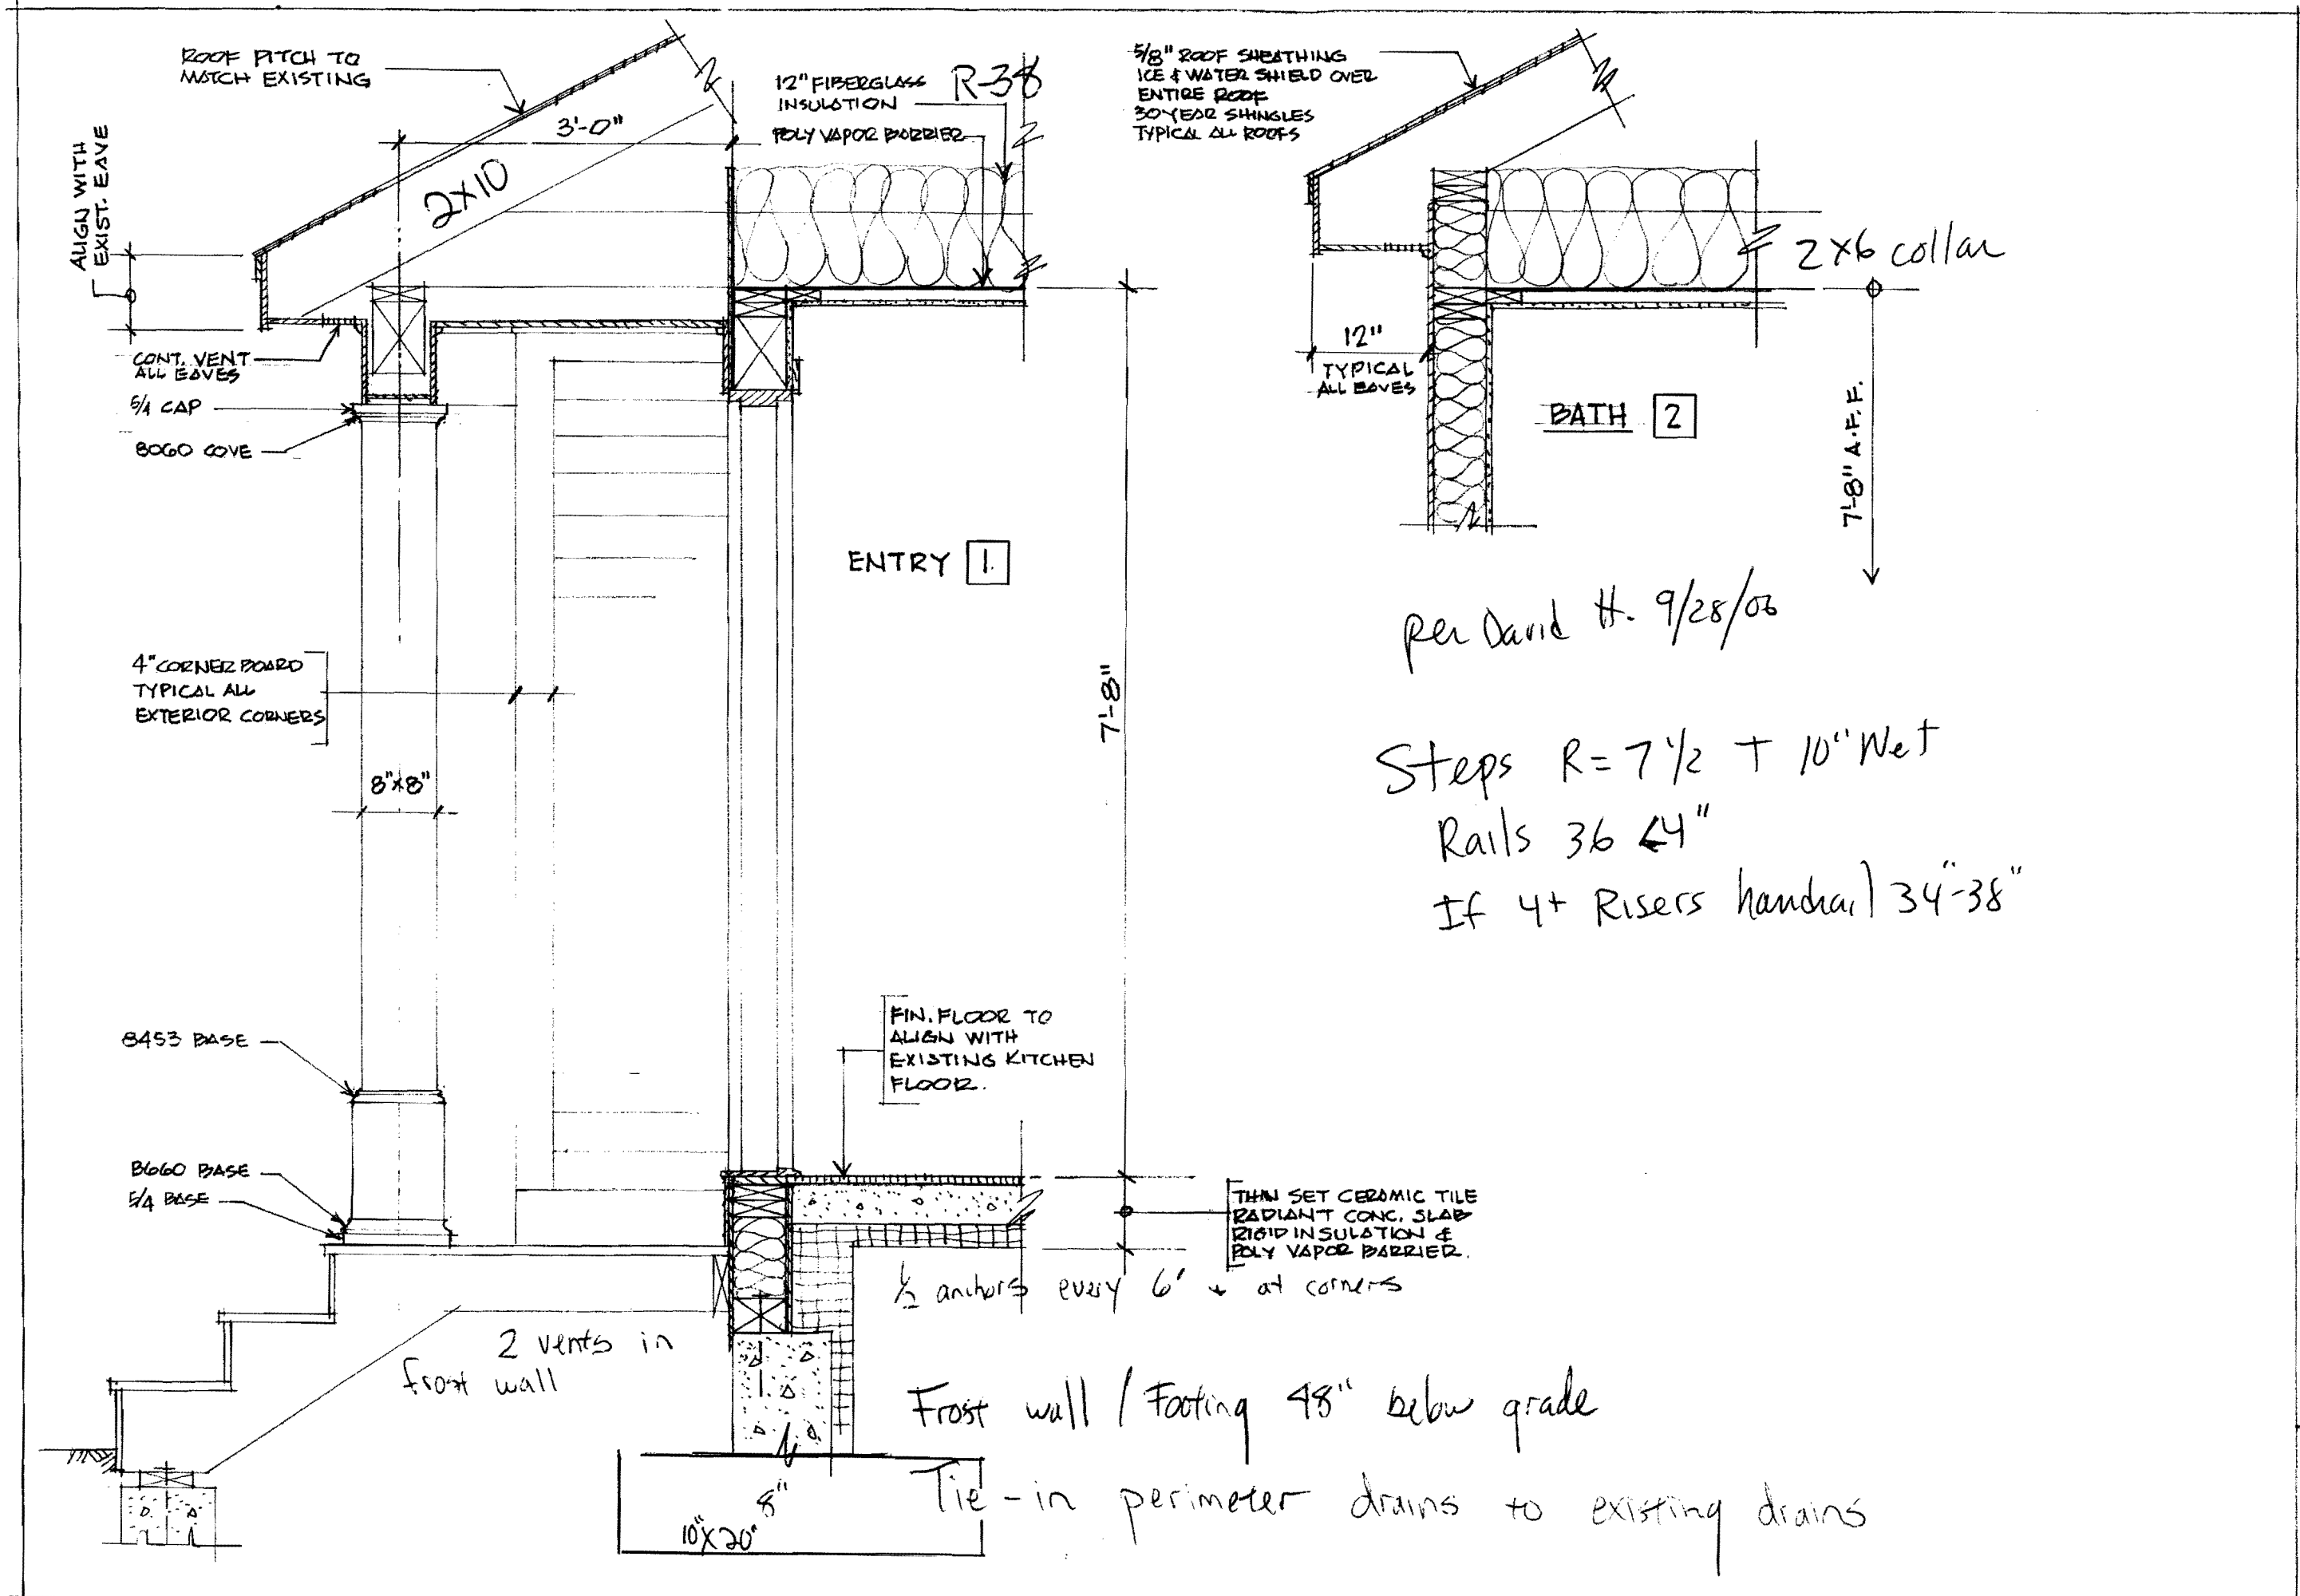 ROOF PITCH TO
MATCH EXISTING
3'-0"
12" FIBERGLASS
INSULATION
R-38
POLY VAPOR BARRIER
ALIGN WITH
EXIST. EAVE
2X10
CONT. VENT
ALL EAVES
5/4 CAP
8060 COVE
ENTRY 1.
4" CORNERBOARD
TYPICAL ALL
EXTERIOR CORNERS
8"x8"
7'-8"
8453 BASE
FIN. FLOOR TO
ALIGN WITH
EXISTING KITCHEN
FLOOR.
B660 BASE
5/4 BASE
THIN SET CERAMIC TILE
RADIANT CONC. SLAB
RIGID INSULATION &
POLY VAPOR BARRIER.
1/2 anchors every 6' + at corners
2 vents in
frost wall
Frost wall / Footing 48" below grade
Tie-in perimeter drains to existing drains
8"
10"X20"
5/8" ROOF SHEATHING
ICE & WATER SHIELD OVER
ENTIRE ROOF
30 YEAR SHINGLES
TYPICAL ALL ROOFS
2x6 collar
12"
TYPICAL
ALL EAVES
BATH 2
7'-8" A.F.F.
per David H. 9/28/06
Steps R=7 1/2 T 10" Net
Rails 36 <4"
If 4+ Risers handrail 34"-38"